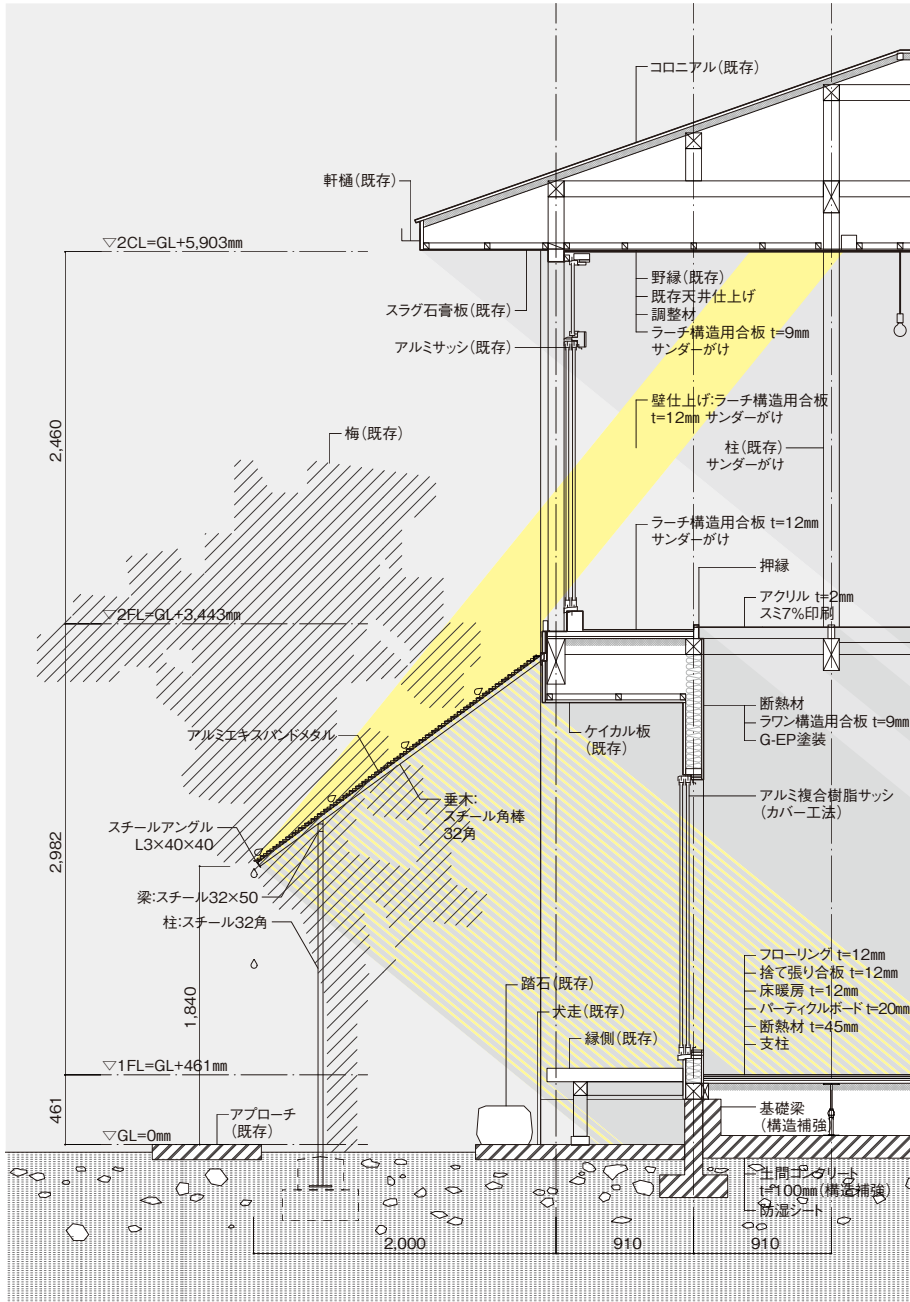 コロニアル(既存)
軒樋(既存)
▽2CL=GL+5,903mm
野縁(既存)
既存天井仕上げ
調整材
ラーチ構造用合板 t=9mm
サンダーがけ
スラグ石膏板(既存)
アルミサッシ(既存)
壁仕上げ:ラーチ構造用合板
t=12mm サンダーがけ
梅(既存)
柱(既存)
サンダーがけ
2,460
ラーチ構造用合板 t=12mm
サンダーがけ
押縁
アクリル t=2mm
スミ7%印刷
▽2FL=GL+3,443mm
断熱材
ラワン構造用合板 t=9mm
G-EP塗装
ケイカル板
(既存)
アルミエキスパンドメタル
垂木:
スチール角棒
32角
アルミ複合樹脂サッシ
(カバー工法)
スチールアングル
L3×40×40
2,982
梁:スチール32×50
柱:スチール32角
1,840
フローリング t=12mm
捨て張り合板 t=12mm
床暖房 t=12mm
パーティクルボード t=20mm
断熱材 t=45mm
支柱
踏石(既存)
犬走(既存)
縁側(既存)
▽1FL=GL+461mm
461
アプローチ
(既存)
▽GL=0mm
基礎梁
(構造補強)
土間コンクリート
t=100mm(構造補強)
防湿シート
2,000
910
910